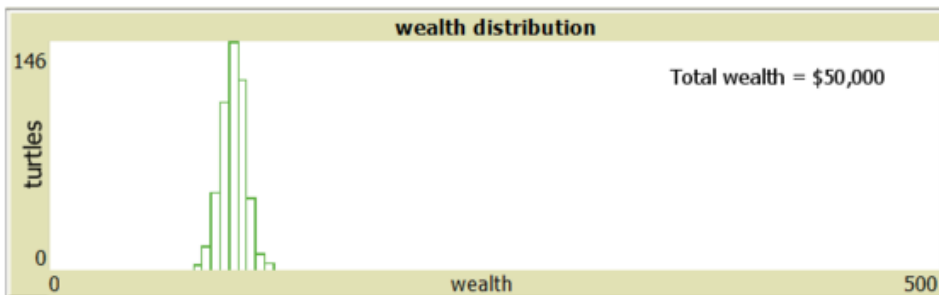 wealth distribution
146
Total wealth = $50,000
turtles
0
0 wealth 500